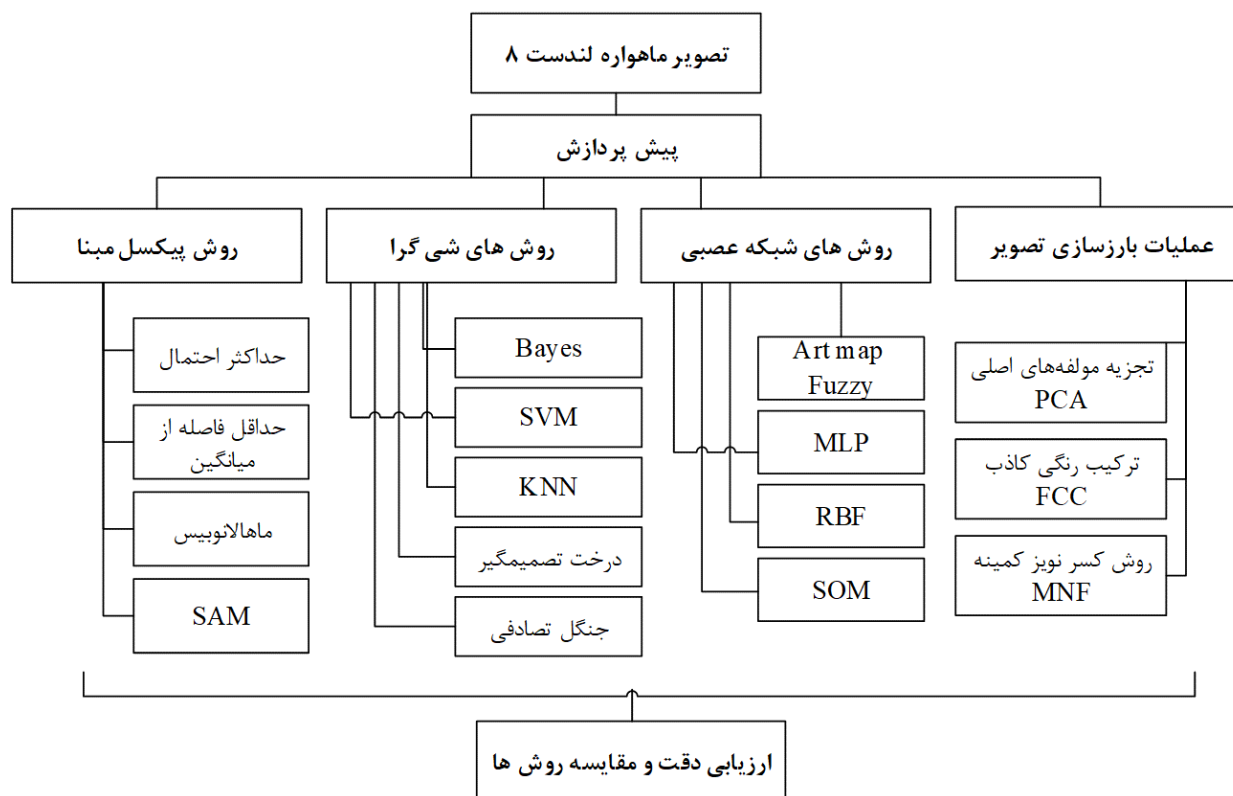 تصویر ماهواره لندست ۸
پیش پردازش
عملیات بارزسازی تصویر
روش های شبکه عصبی
روش های شی گرا
روش پیکسل مبنا
تجزیه مولفه‌های اصلی
PCA
ترکیب رنگی کاذب
FCC
روش کسر نویز کمینه
MNF
Art map
Fuzzy
MLP
RBF
SOM
Bayes
SVM
KNN
درخت تصمیمگیر
جنگل تصادفی
حداکثر احتمال
حداقل فاصله از
میانگین
ماهالانوبیس
SAM
ارزیابی دقت و مقایسه روش ها